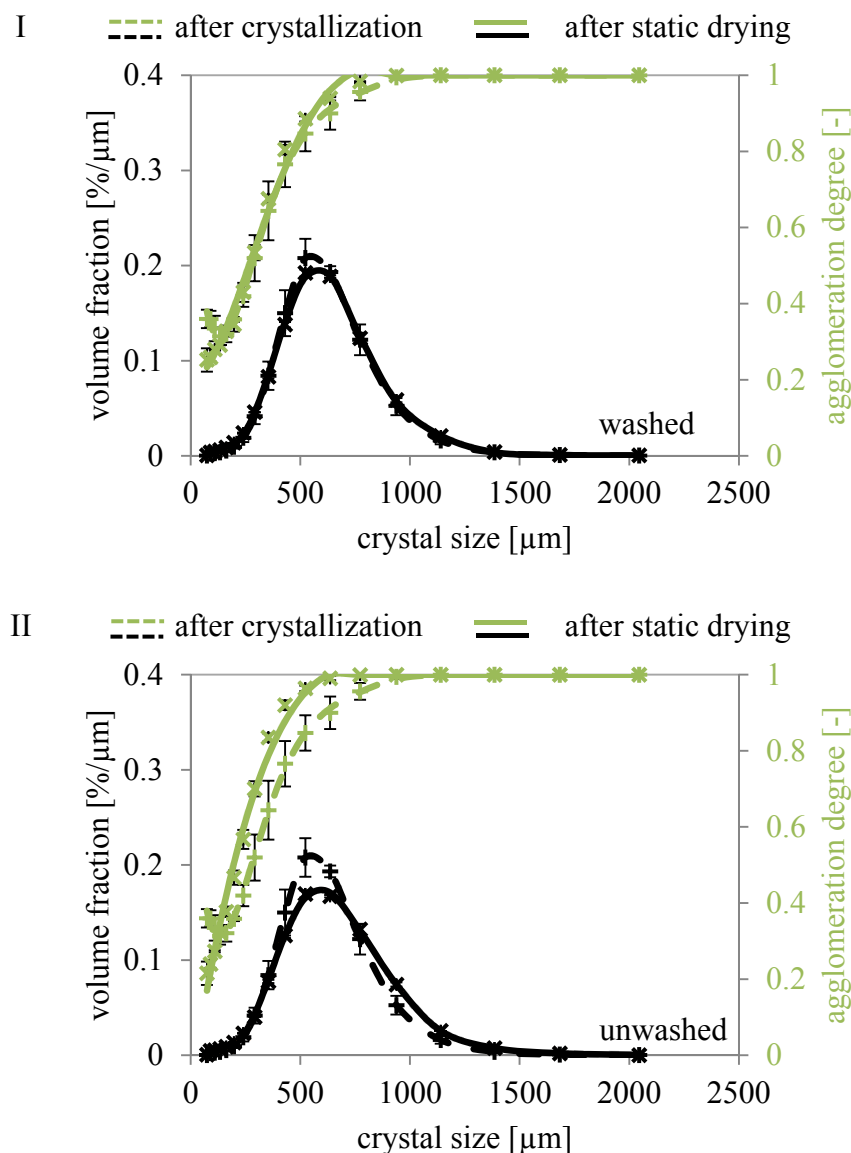 I
after crystallization
after static drying
0.4
0.3
0.2
0.1
0
volume fraction [%/µm]
1
0.8
0.6
0.4
0.2
0
agglomeration degree [-]
washed
0 500 1000 1500 2000 2500
crystal size [µm]
II
after crystallization
after static drying
0.4
0.3
0.2
0.1
0
volume fraction [%/µm]
1
0.8
0.6
0.4
0.2
0
agglomeration degree [-]
unwashed
0 500 1000 1500 2000 2500
crystal size [µm]